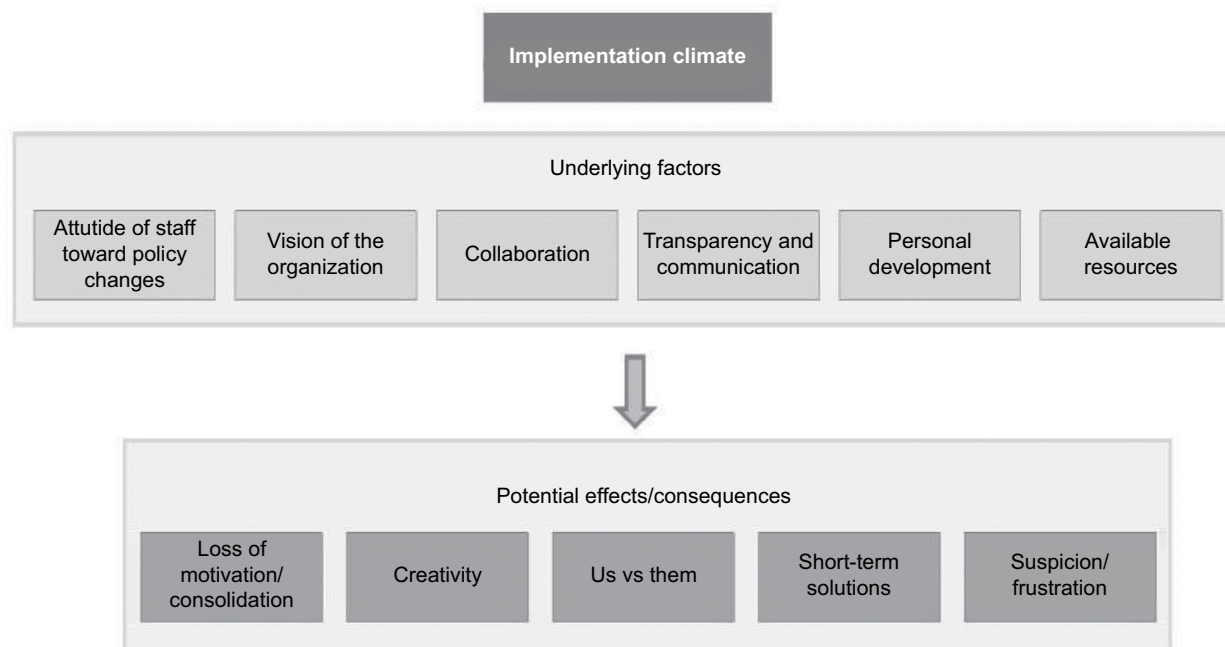 Implementation climate
Underlying factors
Attutide of staff
toward policy
changes
Vision of the
organization
Collaboration
Transparency and
communication
Personal
development
Available
resources
Potential effects/consequences
Loss of
motivation/
consolidation
Creativity
Us vs them
Short-term
solutions
Suspicion/
frustration